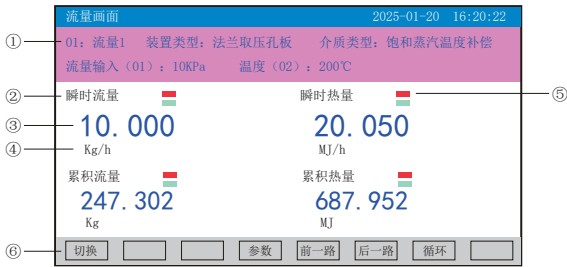 流量画面 2025-01-20 16:20:22
① 01: 流量1 装置类型: 法兰取压孔板 介质类型: 饱和蒸汽温度补偿
流量输入（01）: 10KPa 温度（02）: 200℃
② 瞬时流量 瞬时热量 ⑤
③ 10.000 20.050
④ Kg/h MJ/h
累积流量 累积热量
247.302 687.952
Kg MJ
⑥ 切换 参数 前一路 后一路 循环